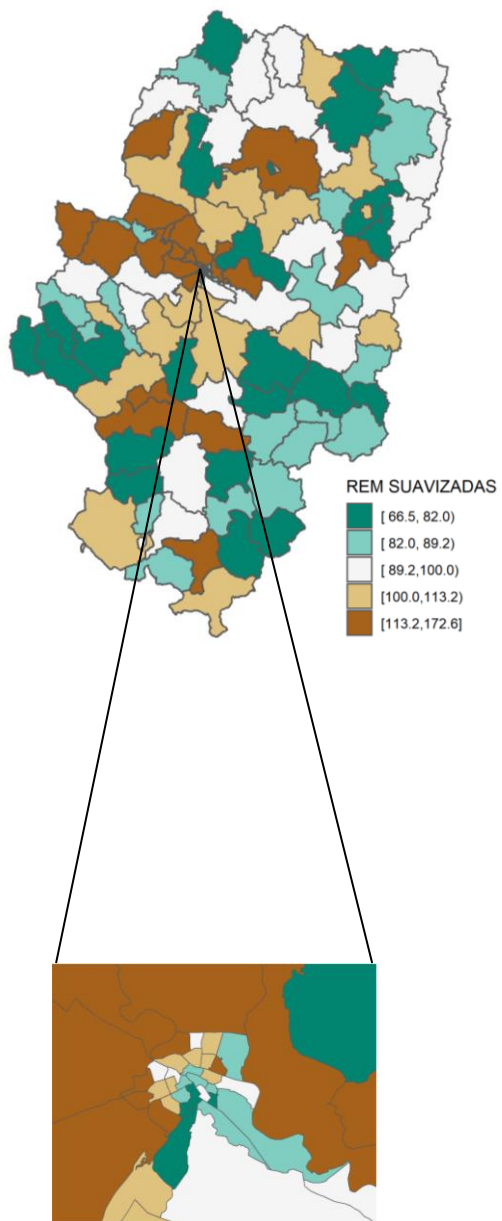 REM SUAVIZADAS
[ 66.5, 82.0)
[ 82.0, 89.2)
[ 89.2,100.0)
[100.0,113.2)
[113.2,172.6]